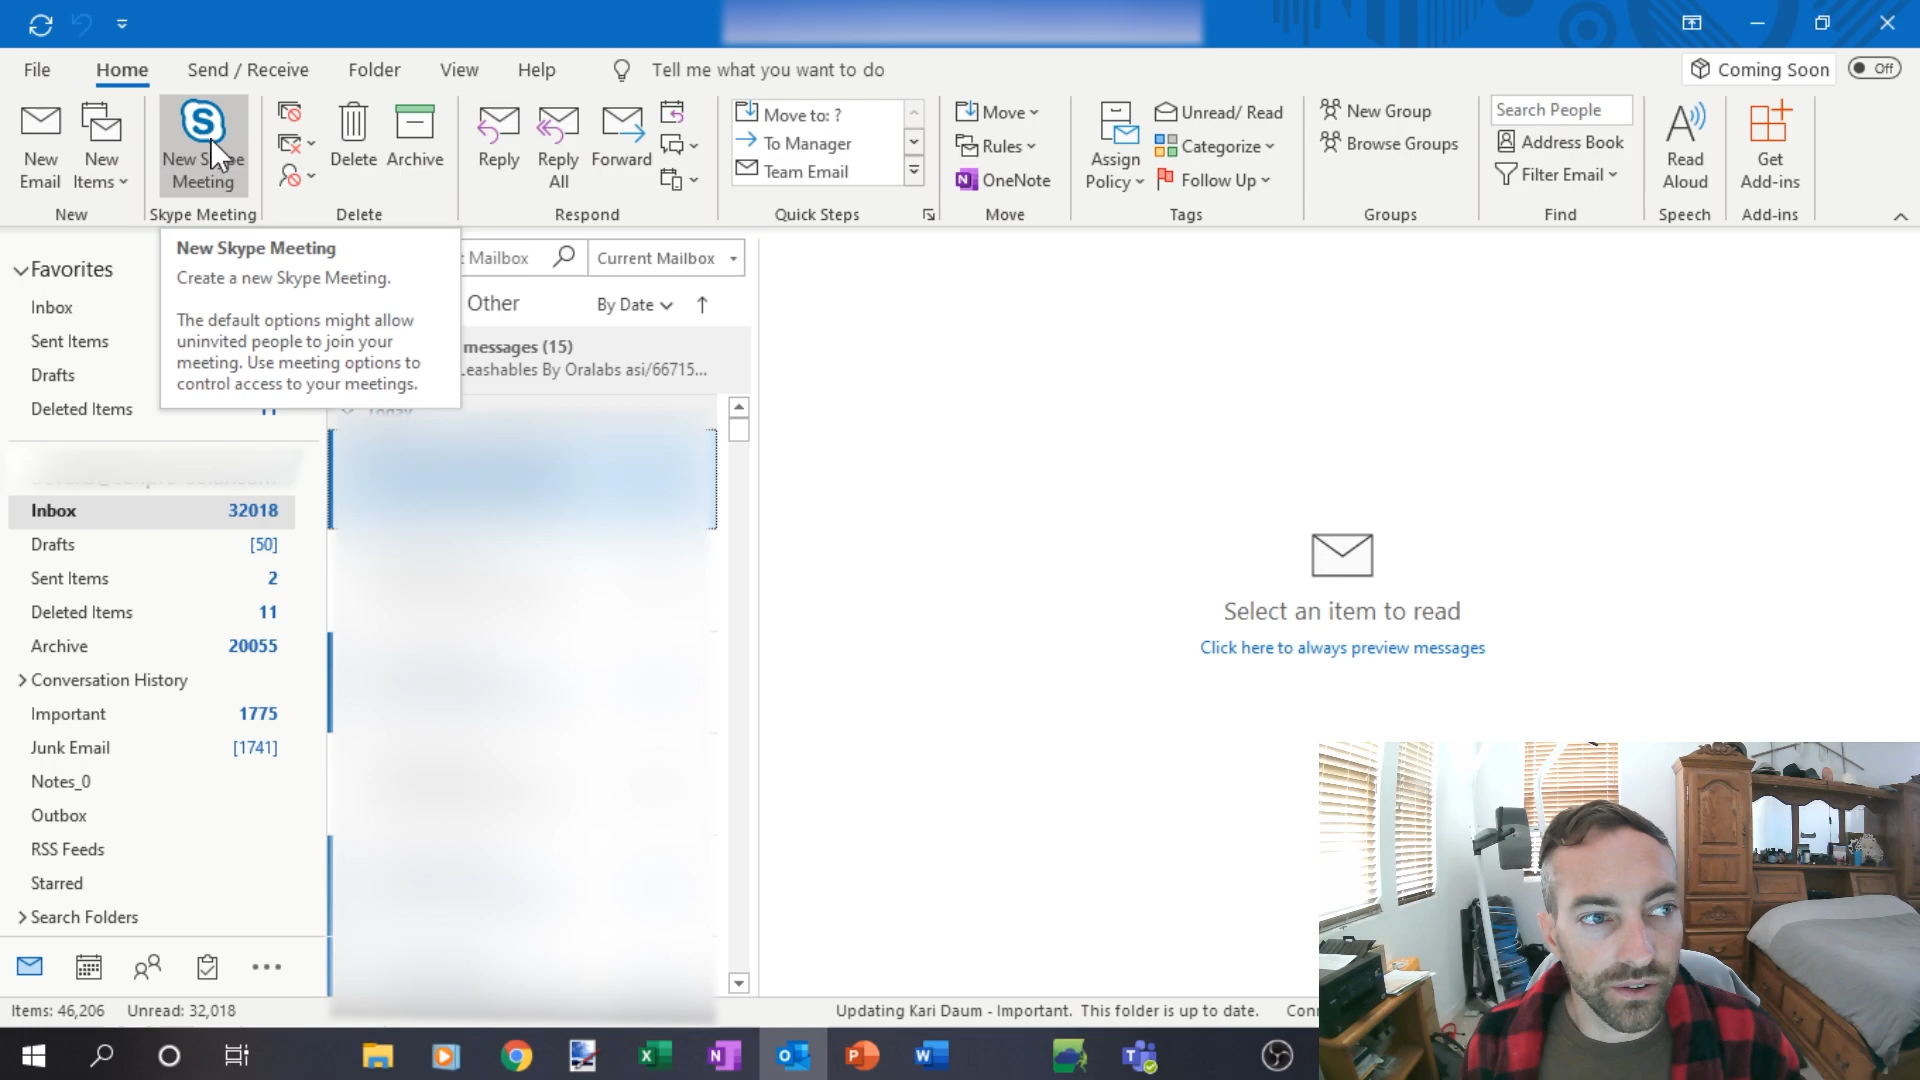 File
Home
Send / Receive
Folder
View
Help
Tell me what you want to do
Coming Soon
Off
New Email
New Items
New Skype Meeting
Delete
Archive
Reply
Reply All
Forward
Move to: ?
To Manager
Team Email
Move
Rules
OneNote
Assign Policy
Unread/ Read
Categorize
Follow Up
New Group
Browse Groups
Search People
Address Book
Filter Email
Read Aloud
Get Add-ins
New
Skype Meeting
Delete
Respond
Quick Steps
Move
Tags
Groups
Find
Speech
Add-ins
New Skype Meeting
Create a new Skype Meeting.
The default options might allow
uninvited people to join your
meeting. Use meeting options to
control access to your meetings.
Favorites
Inbox
Sent Items
Drafts
Deleted Items 11
Mailbox
Current Mailbox
Other
By Date
messages (15)
Leashables By Oralabs asi/66715...
Today
Inbox 32018
Drafts [50]
Sent Items 2
Deleted Items 11
Archive 20055
Conversation History
Important 1775
Junk Email [1741]
Notes_0
Outbox
RSS Feeds
Starred
Search Folders
Select an item to read
Click here to always preview messages
Items: 46,206
Unread: 32,018
Updating Kari Daum - Important.
This folder is up to date.